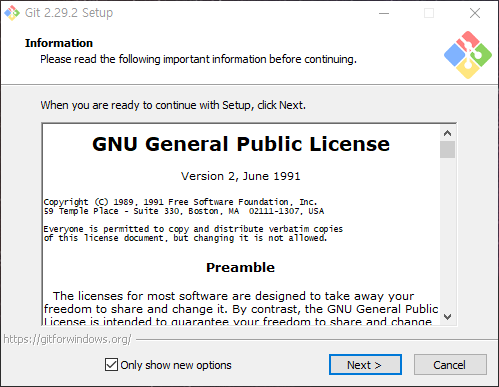 Git 2.29.2 Setup
Information
Please read the following important information before continuing.
When you are ready to continue with Setup, click Next.
GNU General Public License
Version 2, June 1991
Copyright (C) 1989, 1991 Free Software Foundation, Inc.
59 Temple Place - Suite 330, Boston, MA  02111-1307, USA
Everyone is permitted to copy and distribute verbatim copies
of this license document, but changing it is not allowed.
Preamble
The licenses for most software are designed to take away your
freedom to share and change it. By contrast, the GNU General Public
License is intended to guarantee your freedom to share and change
https://gitforwindows.org/
Only show new options
Next >
Cancel